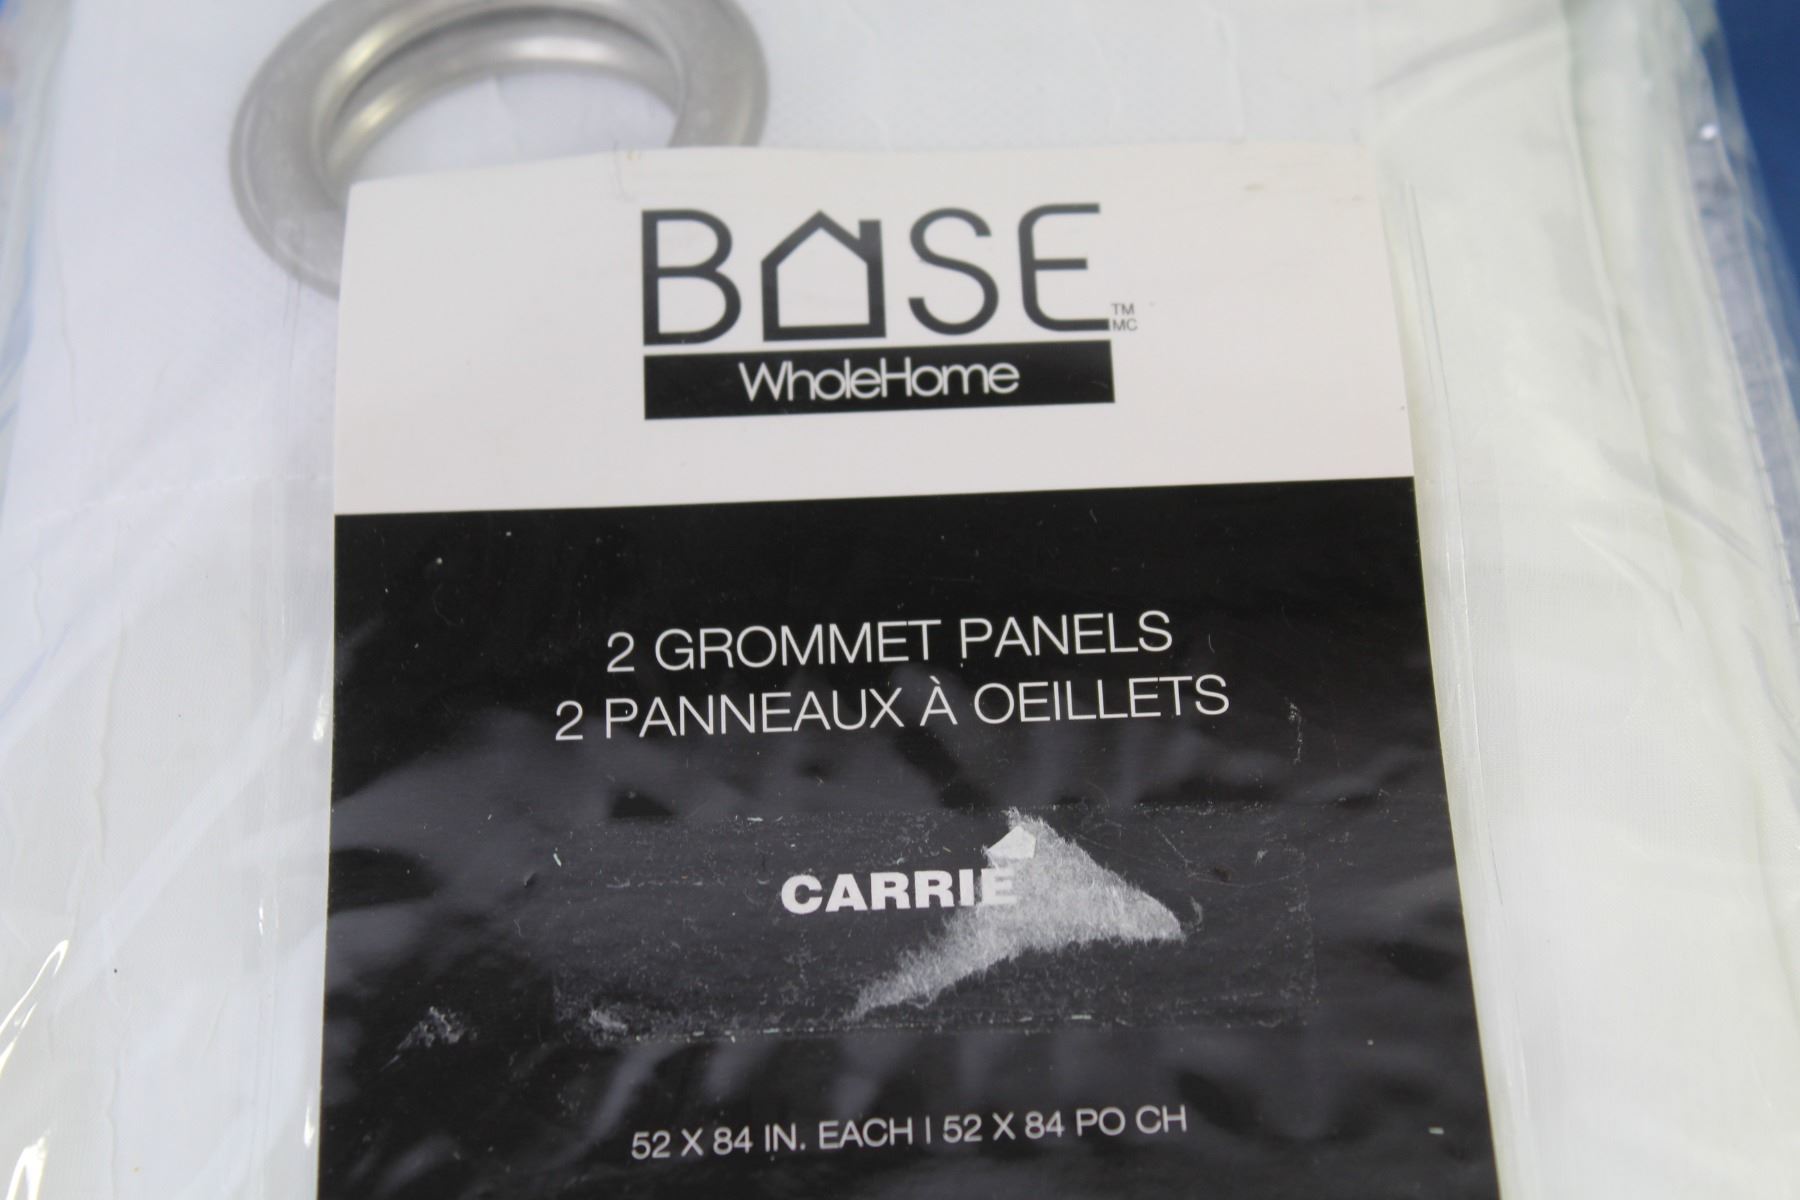 BASE
TM
MC
WholeHome
2 GROMMET PANELS
2 PANNEAUX À OEILLETS
CARRIE
52 X 84 IN. EACH | 52 X 84 PO CH